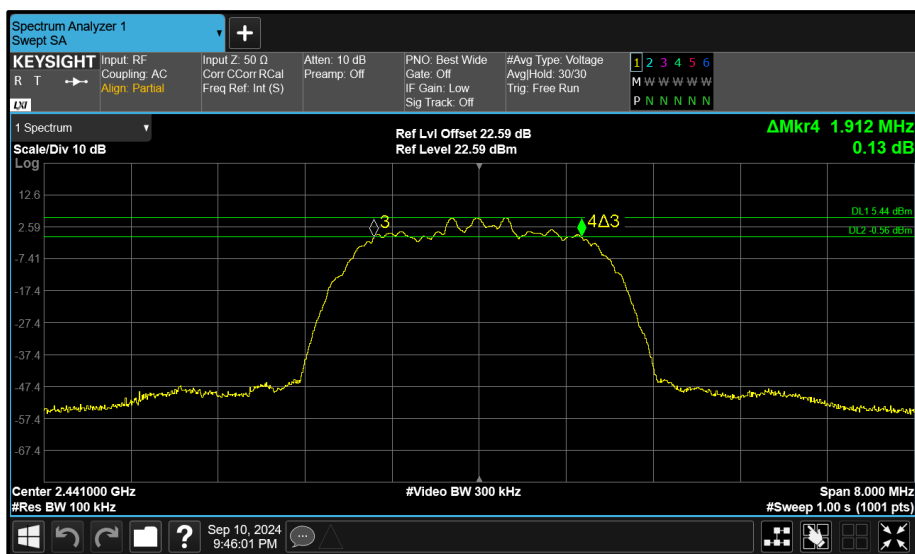 Spectrum Analyzer 1
Swept SA
KEYSIGHT
R T
LXI
Input: RF
Coupling: AC
Align: Partial
Input Z: 50 Ω
Corr CCorr RCal
Freq Ref: Int (S)
Atten: 10 dB
Preamp: Off
PNO: Best Wide
Gate: Off
IF Gain: Low
Sig Track: Off
#Avg Type: Voltage
Avg|Hold: 30/30
Trig: Free Run
1 2 3 4 5 6
M W W W W W
P N N N N N
1 Spectrum
Scale/Div 10 dB
Log
Ref Lvl Offset 22.59 dB
Ref Level 22.59 dBm
ΔMkr4 1.912 MHz
0.13 dB
12.6
2.59
-7.41
-17.4
-27.4
-37.4
-47.4
-57.4
-67.4
3
4Δ3
DL1 5.44 dBm
DL2 -0.56 dBm
Center 2.441000 GHz
#Res BW 100 kHz
#Video BW 300 kHz
Span 8.000 MHz
#Sweep 1.00 s (1001 pts)
?
Sep 10, 2024
9:46:01 PM